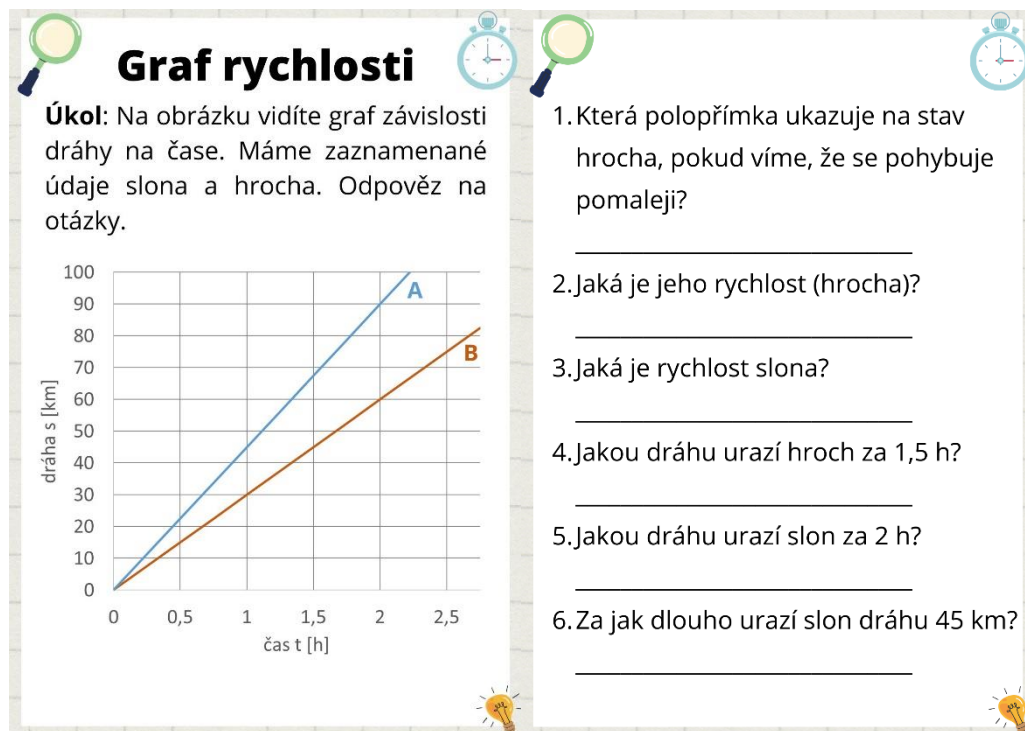 Graf rychlosti
Úkol: Na obrázku vidíte graf závislosti
dráhy na čase. Máme zaznamenané
údaje slona a hrocha. Odpověz na
otázky.
dráha s [km]
100
90
80
70
60
50
40
30
20
10
0
A
B
0 0,5 1 1,5 2 2,5
čas t [h]
1. Která polopřímka ukazuje na stav
hrocha, pokud víme, že se pohybuje
pomaleji?
2. Jaká je jeho rychlost (hrocha)?
3. Jaká je rychlost slona?
4. Jakou dráhu urazí hroch za 1,5 h?
5. Jakou dráhu urazí slon za 2 h?
6. Za jak dlouho urazí slon dráhu 45 km?